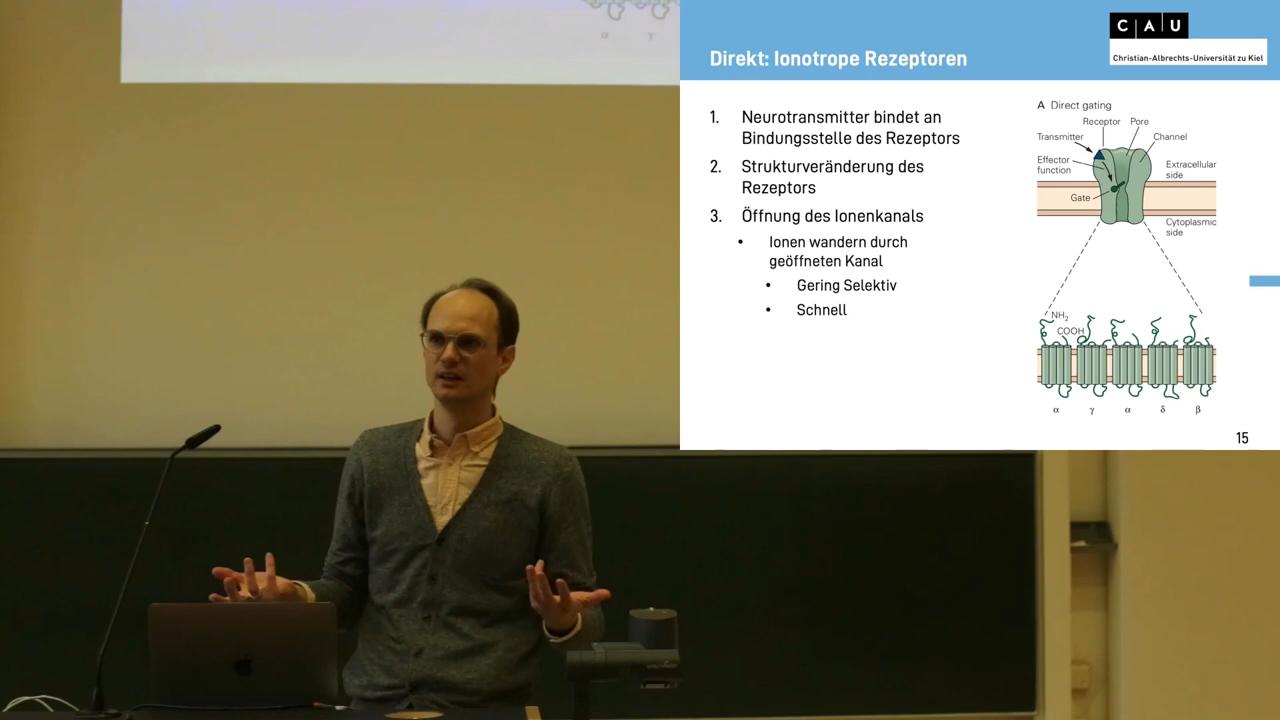 C A U
Christian-Albrechts-Universität zu Kiel
Direkt: Ionotrope Rezeptoren
1. Neurotransmitter bindet an
Bindungsstelle des Rezeptors
2. Strukturveränderung des
Rezeptors
3. Öffnung des Ionenkanals
• Ionen wandern durch
geöffneten Kanal
• Gering Selektiv
• Schnell
A Direct gating
Receptor Pore
Transmitter Channel
Effector
function
Extracellular
side
Gate
Cytoplasmic
side
NH2
COOH
α γ α δ β
15
α γ